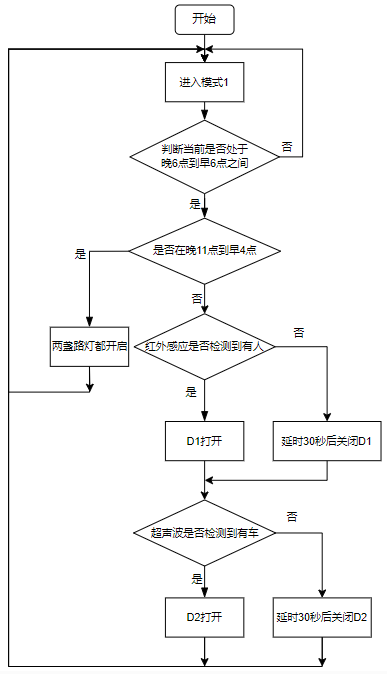 开始
进入模式1
判断当前是否处于
晚6点到早6点之间
否
是
是否在晚11点到早4点
是
否
两盏路灯都开启
红外感应是否检测到有人
否
是
D1打开
延时30秒后关闭D1
超声波是否检测到有车
否
是
D2打开
延时30秒后关闭D2